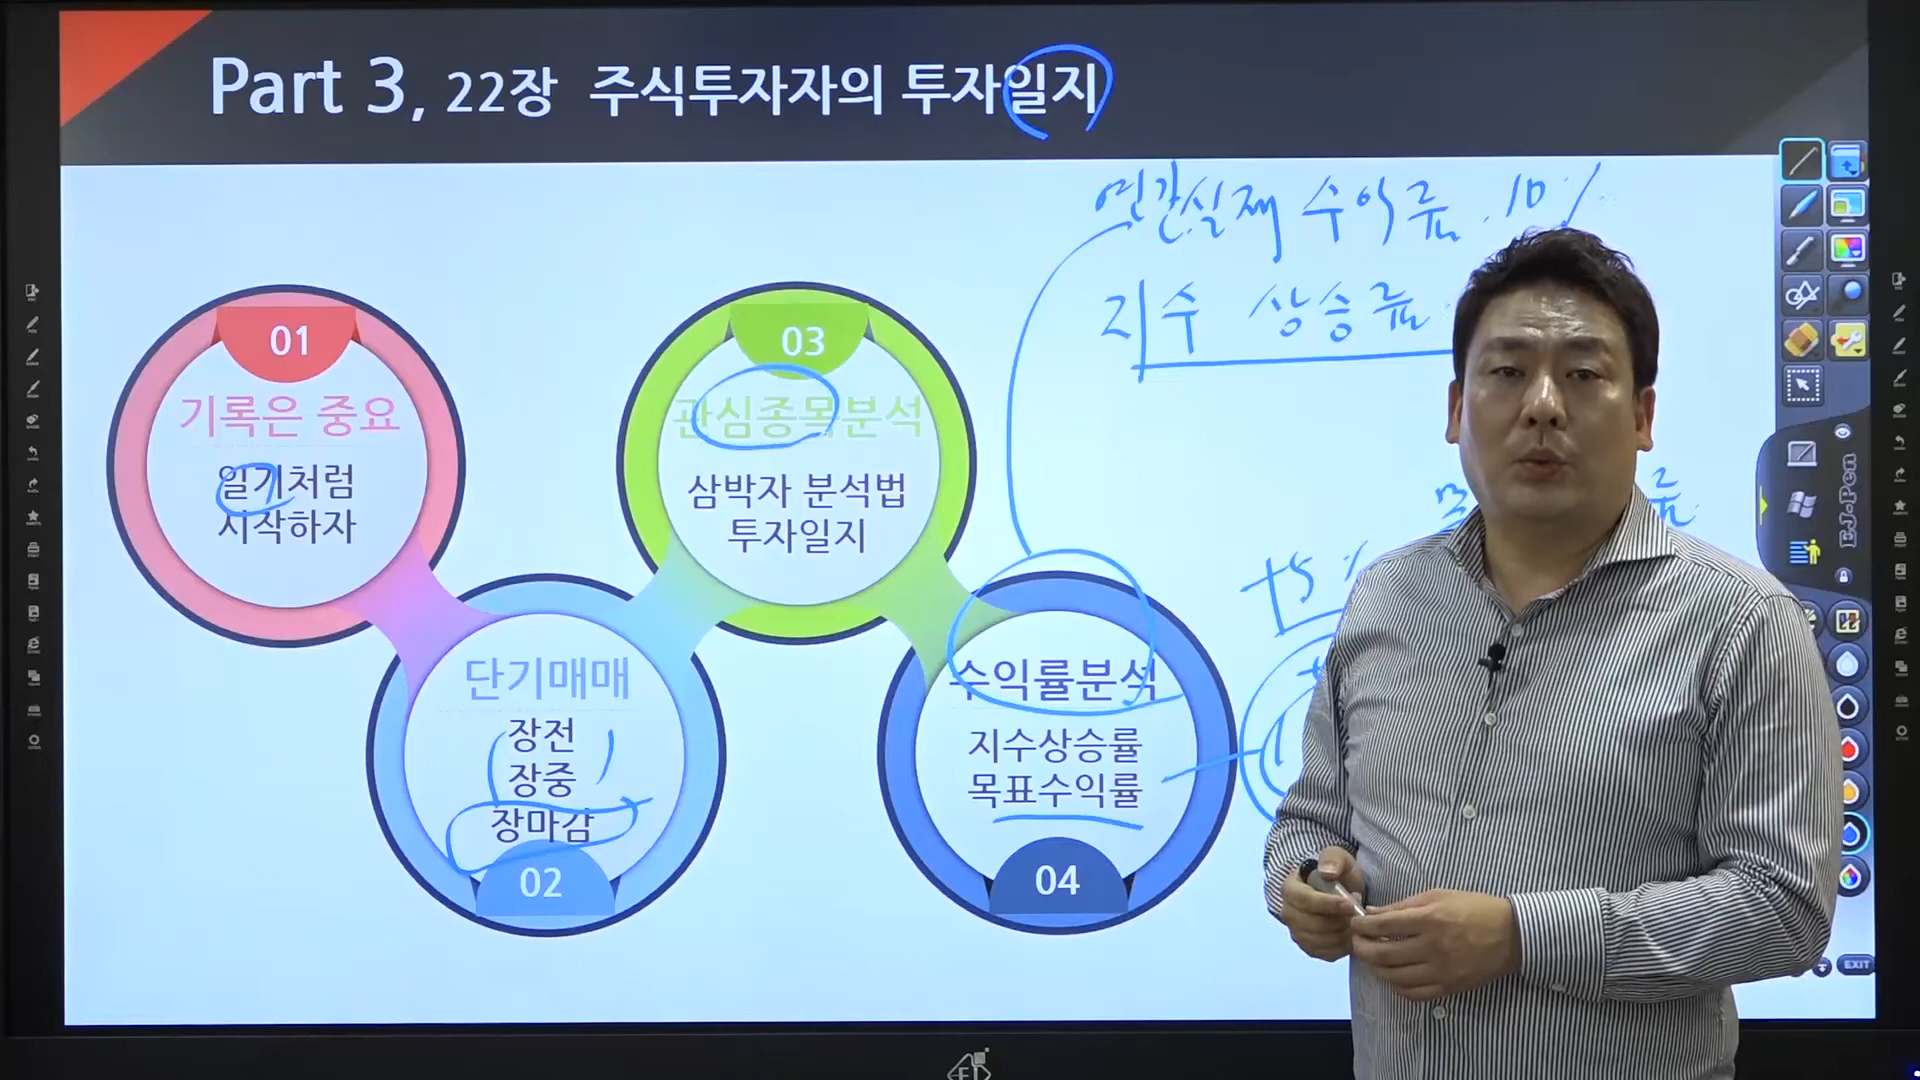 Part 3, 22장 주식투자자의 투자일지
연간실제 수익률 10%
지수 상승률
01
기록은 중요
일기처럼
시작하자
02
단기매매
장전
장중
장마감
03
관심종목분석
삼박자 분석법
투자일지
04
수익률분석
지수상승률
목표수익률
E-J-Pen
EXIT